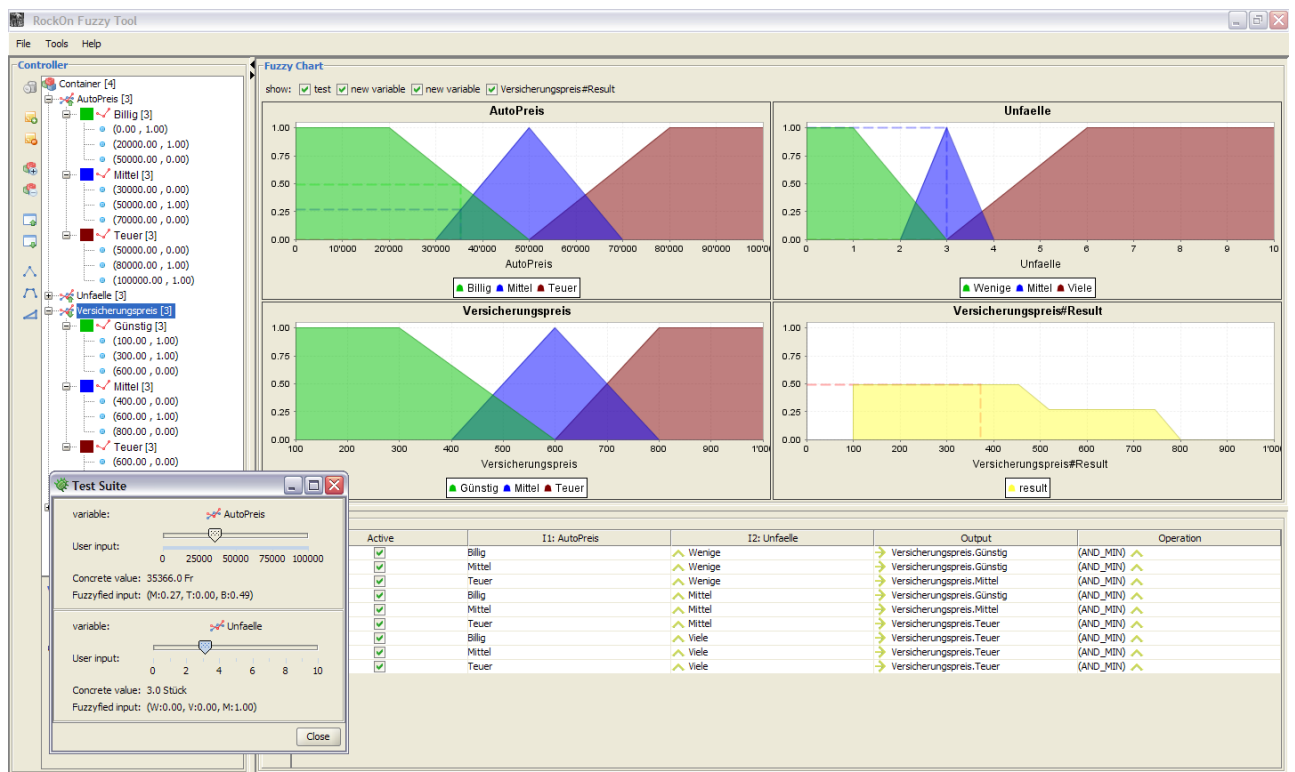 RockOn Fuzzy Tool
File Tools Help
Controller
Container [4]
AutoPreis [3]
Billig [3]
(0.00 , 1.00)
(20000.00 , 1.00)
(50000.00 , 0.00)
Mittel [3]
(30000.00 , 0.00)
(50000.00 , 1.00)
(70000.00 , 0.00)
Teuer [3]
(50000.00 , 0.00)
(80000.00 , 1.00)
(100000.00 , 1.00)
Unfaelle [3]
Versicherungspreis [3]
Günstig [3]
(100.00 , 1.00)
(300.00 , 1.00)
(600.00 , 0.00)
Mittel [3]
(400.00 , 0.00)
(600.00 , 1.00)
(800.00 , 0.00)
Teuer [3]
(600.00 , 0.00)
Fuzzy Chart
show: test new variable new variable Versicherungspreis#Result
AutoPreis
1.00
0.75
0.50
0.25
0.00
0 10'000 20'000 30'000 40'000 50'000 60'000 70'000 80'000 90'000 100'00
AutoPreis
Billig Mittel Teuer
Unfaelle
1.00
0.75
0.50
0.25
0.00
0 1 2 3 4 5 6 7 8 9 10
Unfaelle
Wenige Mittel Viele
Versicherungspreis
1.00
0.75
0.50
0.25
0.00
100 200 300 400 500 600 700 800 900 1'00
Versicherungspreis
Günstig Mittel Teuer
Versicherungspreis#Result
1.00
0.75
0.50
0.25
0.00
0 100 200 300 400 500 600 700 800 900 1'00
Versicherungspreis#Result
result
Test Suite
variable: AutoPreis
User input:
0 25000 50000 75000 100000
Concrete value: 35366.0 Fr
Fuzzyfied input: (M:0.27, T:0.00, B:0.49)
variable: Unfaelle
User input:
0 2 4 6 8 10
Concrete value: 3.0 Stück
Fuzzyfied input: (W:0.00, V:0.00, M:1.00)
Close
Active I1: AutoPreis I2: Unfaelle Output Operation
Billig Wenige Versicherungspreis.Günstig (AND_MIN)
Mittel Wenige Versicherungspreis.Günstig (AND_MIN)
Teuer Wenige Versicherungspreis.Mittel (AND_MIN)
Billig Mittel Versicherungspreis.Günstig (AND_MIN)
Mittel Mittel Versicherungspreis.Mittel (AND_MIN)
Teuer Mittel Versicherungspreis.Teuer (AND_MIN)
Billig Viele Versicherungspreis.Teuer (AND_MIN)
Mittel Viele Versicherungspreis.Teuer (AND_MIN)
Teuer Viele Versicherungspreis.Teuer (AND_MIN)